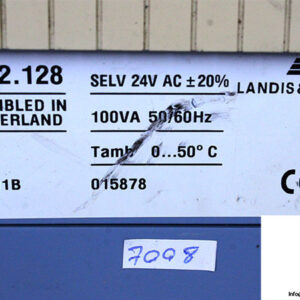 2.128
SELV 24V AC ±20%
LANDIS &
MBLED IN
ERLAND
100VA 50/60Hz
Tamb 0...50° C
1B
015878
7098
Info